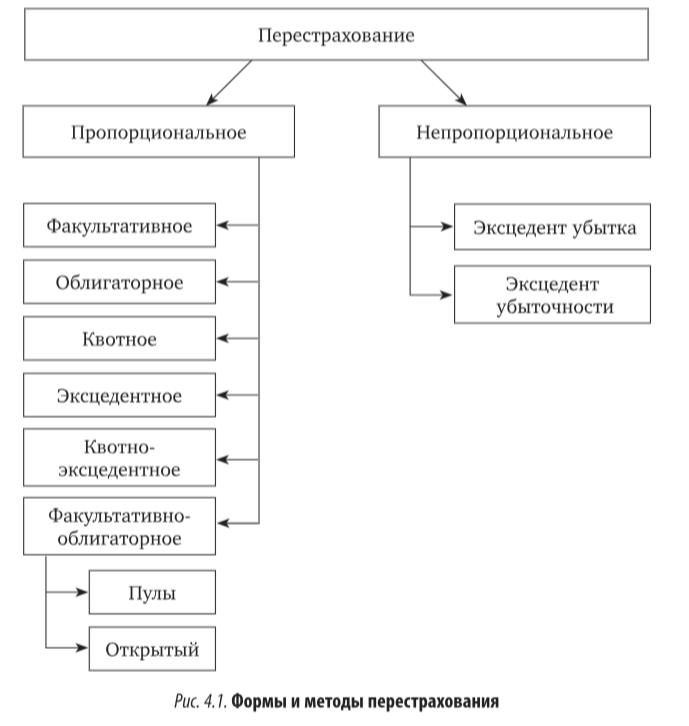 Перестрахование
Пропорциональное
Непропорциональное
Факультативное
Облигаторное
Квотное
Эксцедентное
Квотно-
эксцедентное
Факультативно-
облигаторное
Пулы
Открытый
Эксцедент убытка
Эксцедент
убыточности
Рис. 4.1. Формы и методы перестрахования